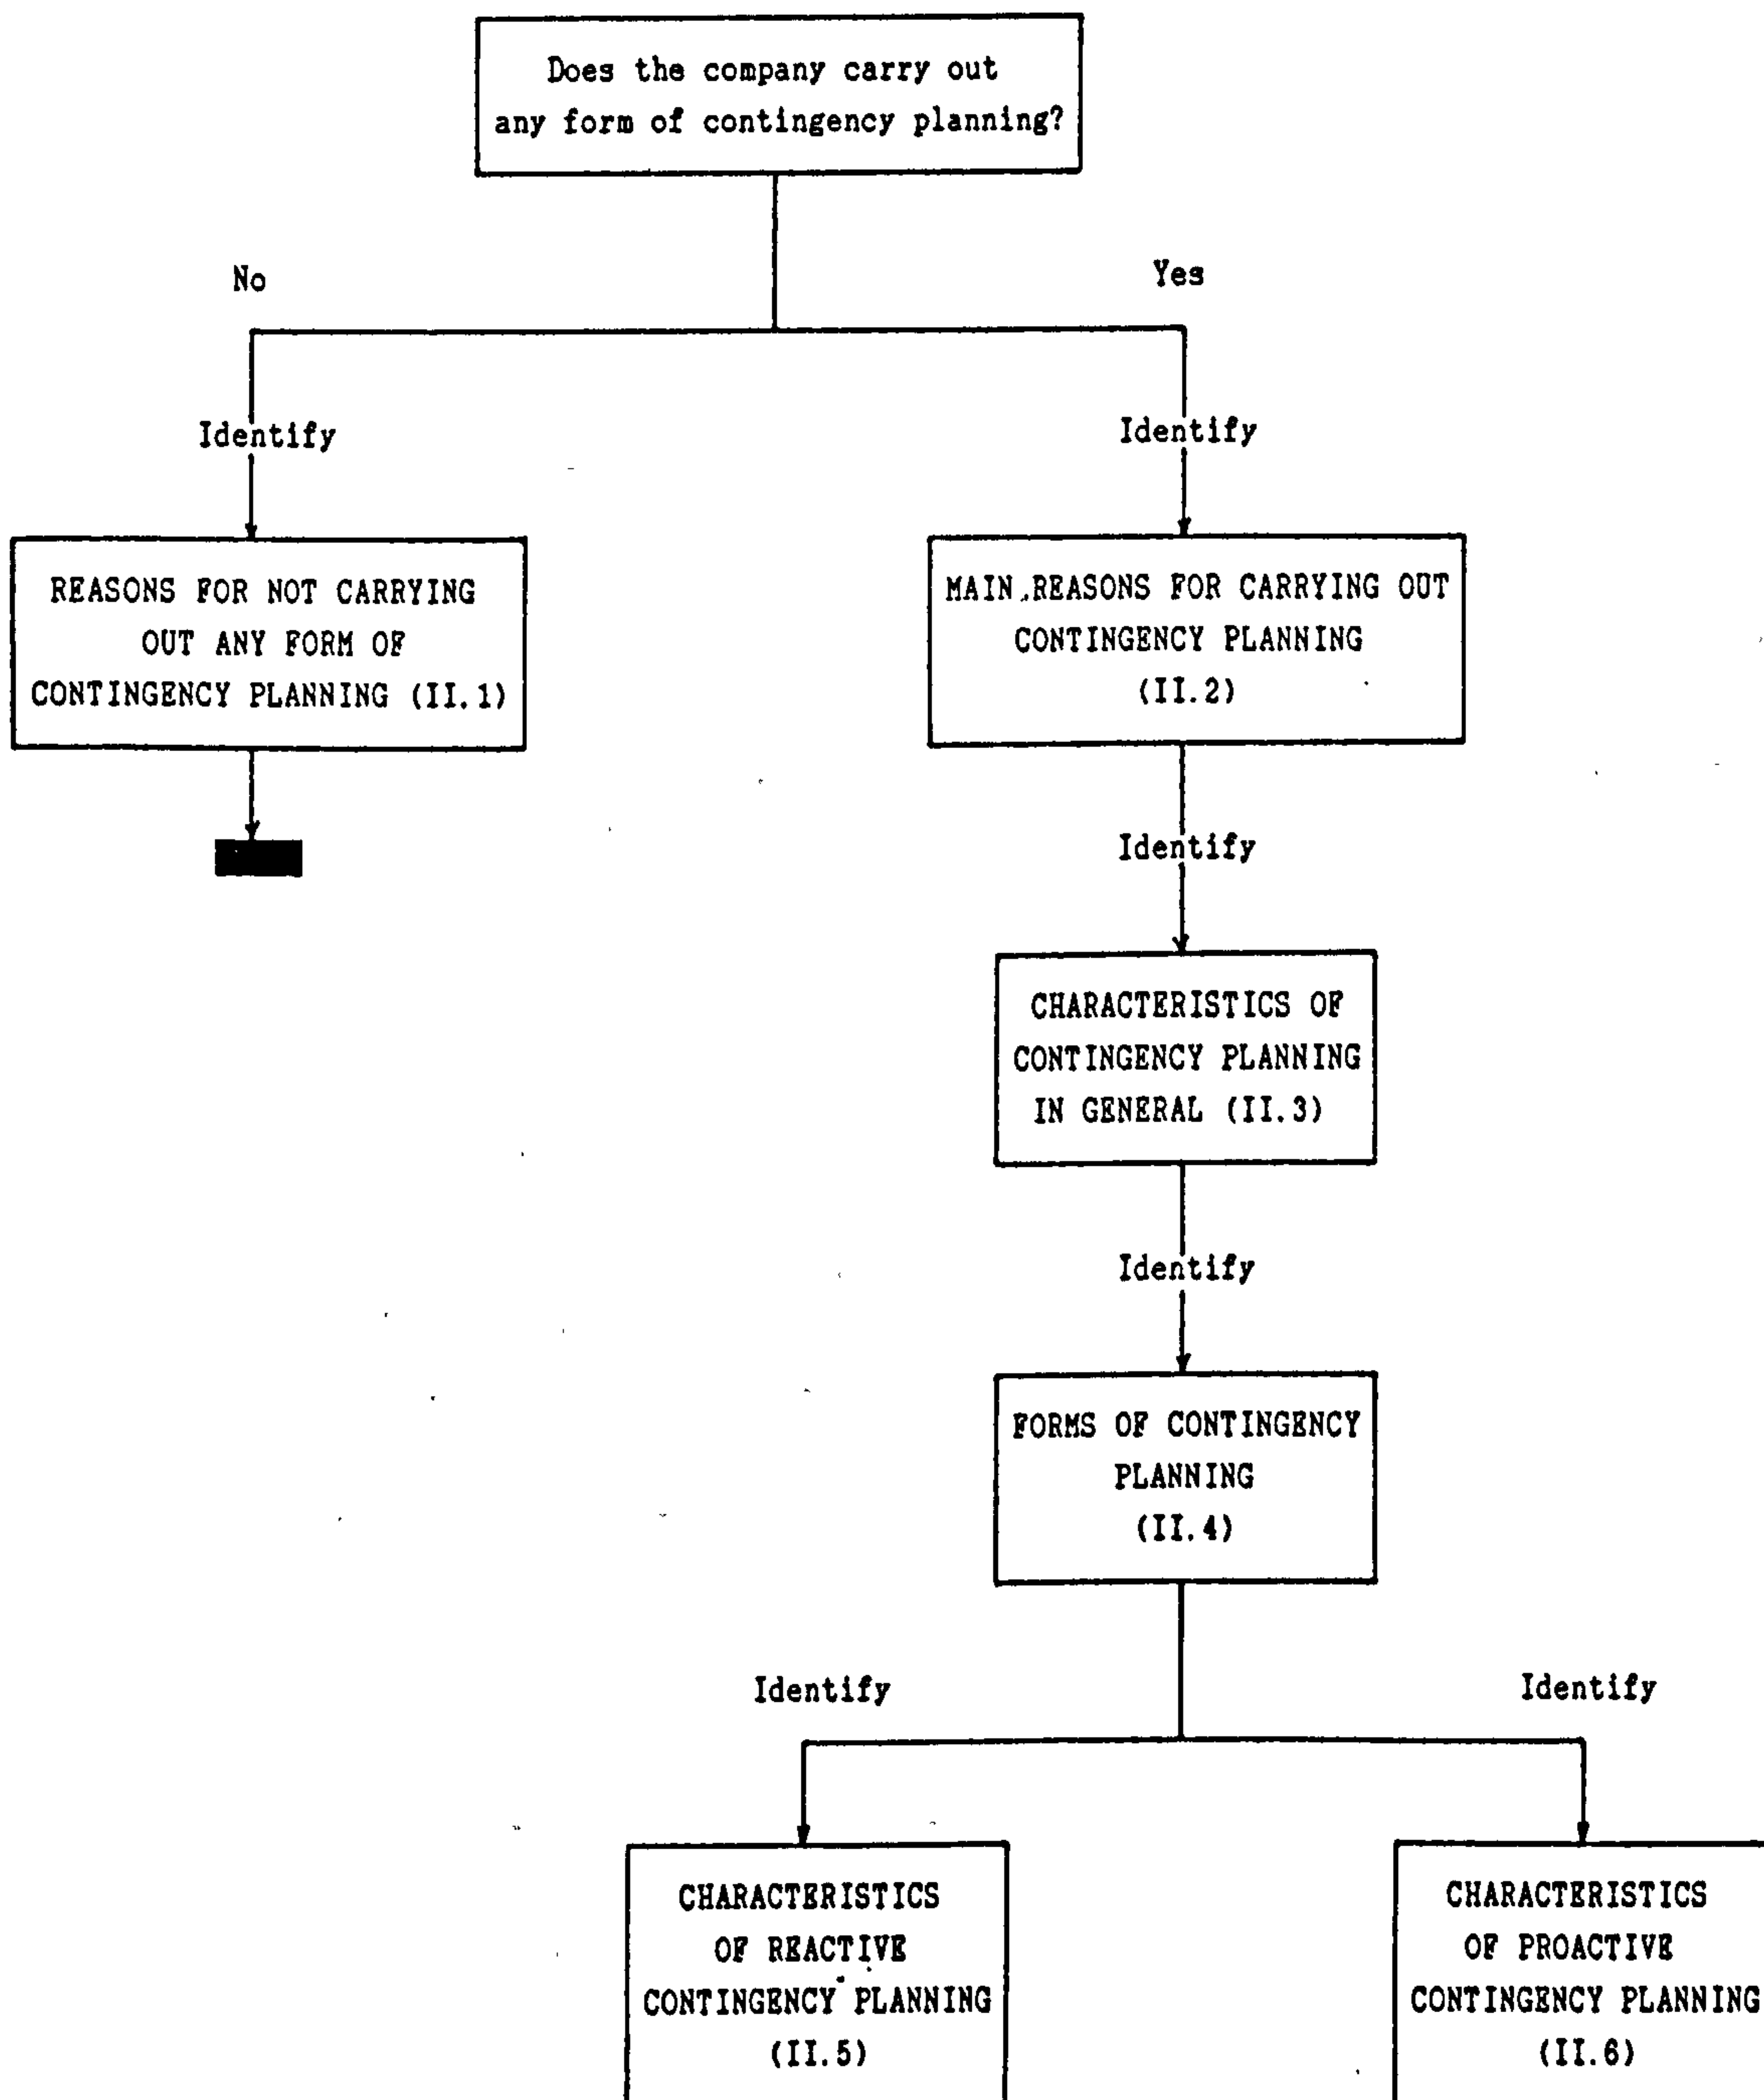 Does the company carry out
any form of contingency planning?
No
Yes
Identify
Identify
REASONS FOR NOT CARRYING
OUT ANY FORM OF
CONTINGENCY PLANNING (II.1)
MAIN REASONS FOR CARRYING OUT
CONTINGENCY PLANNING
(II.2)
Identify
CHARACTERISTICS OF
CONTINGENCY PLANNING
IN GENERAL (II.3)
Identify
FORMS OF CONTINGENCY
PLANNING
(II.4)
Identify
Identify
CHARACTERISTICS
OF REACTIVE
CONTINGENCY PLANNING
(II.5)
CHARACTERISTICS
OF PROACTIVE
CONTINGENCY PLANNING
(II.6)